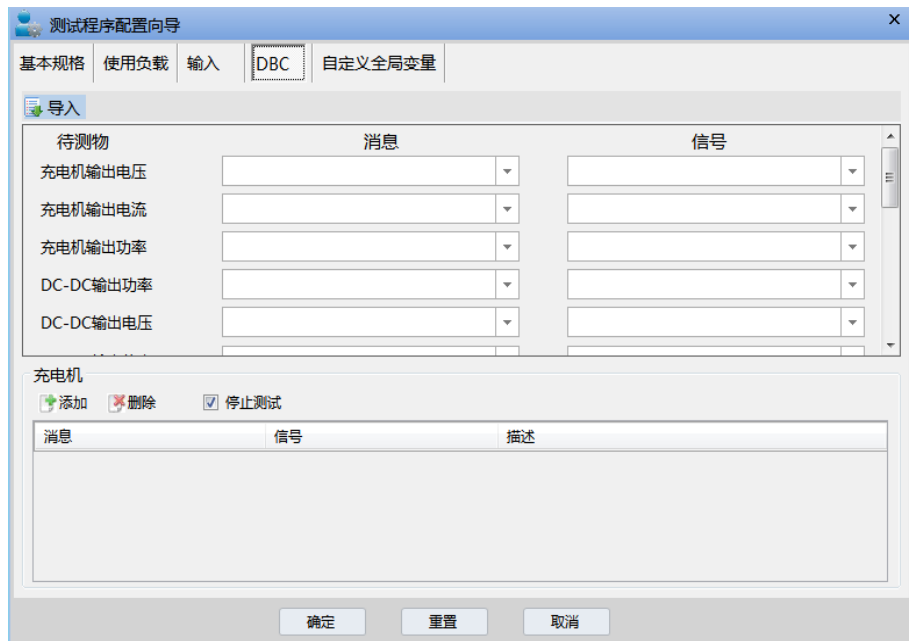 测试程序配置向导
基本规格 使用负载 输入 DBC 自定义全局变量
导入
待测物 消息 信号
充电机输出电压
充电机输出电流
充电机输出功率
DC-DC输出功率
DC-DC输出电压
充电机
添加 删除 停止测试
消息 信号 描述
确定 重置 取消